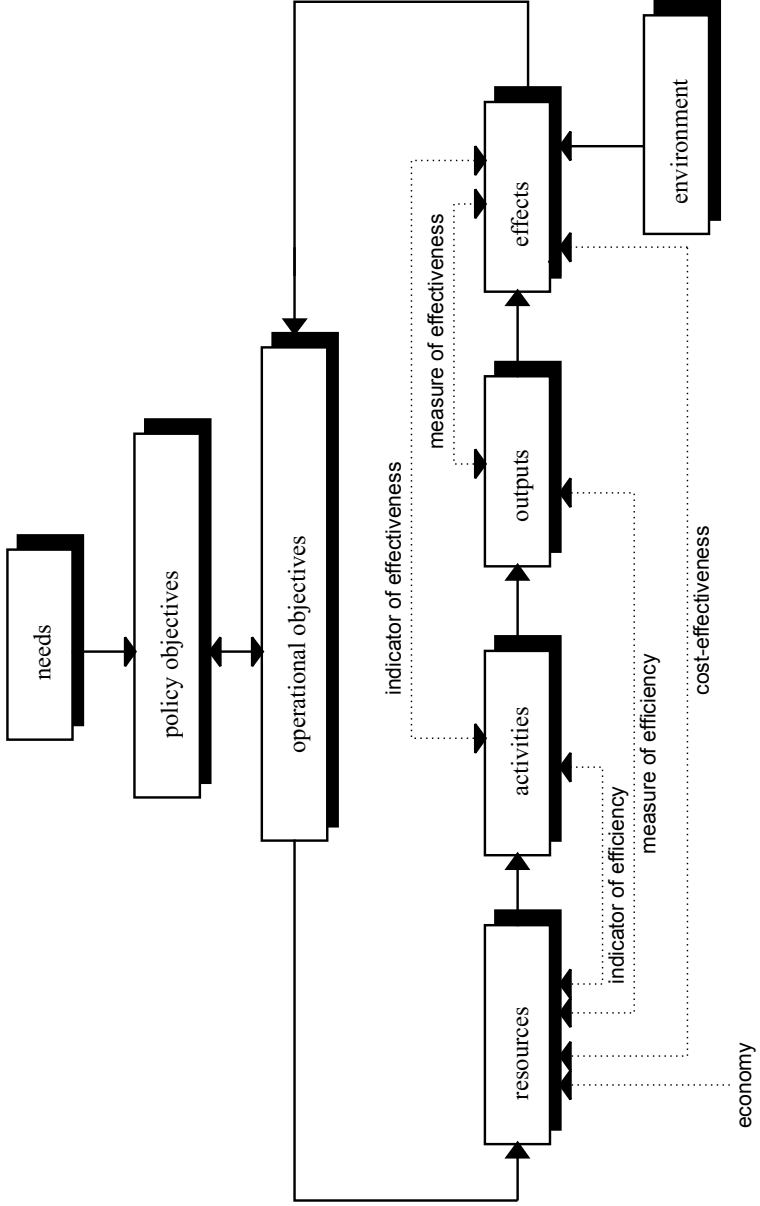 needs
policy objectives
operational objectives
indicator of effectiveness
measure of effectiveness
resources
activities
outputs
effects
indicator of efficiency
measure of efficiency
cost-effectiveness
economy
environment